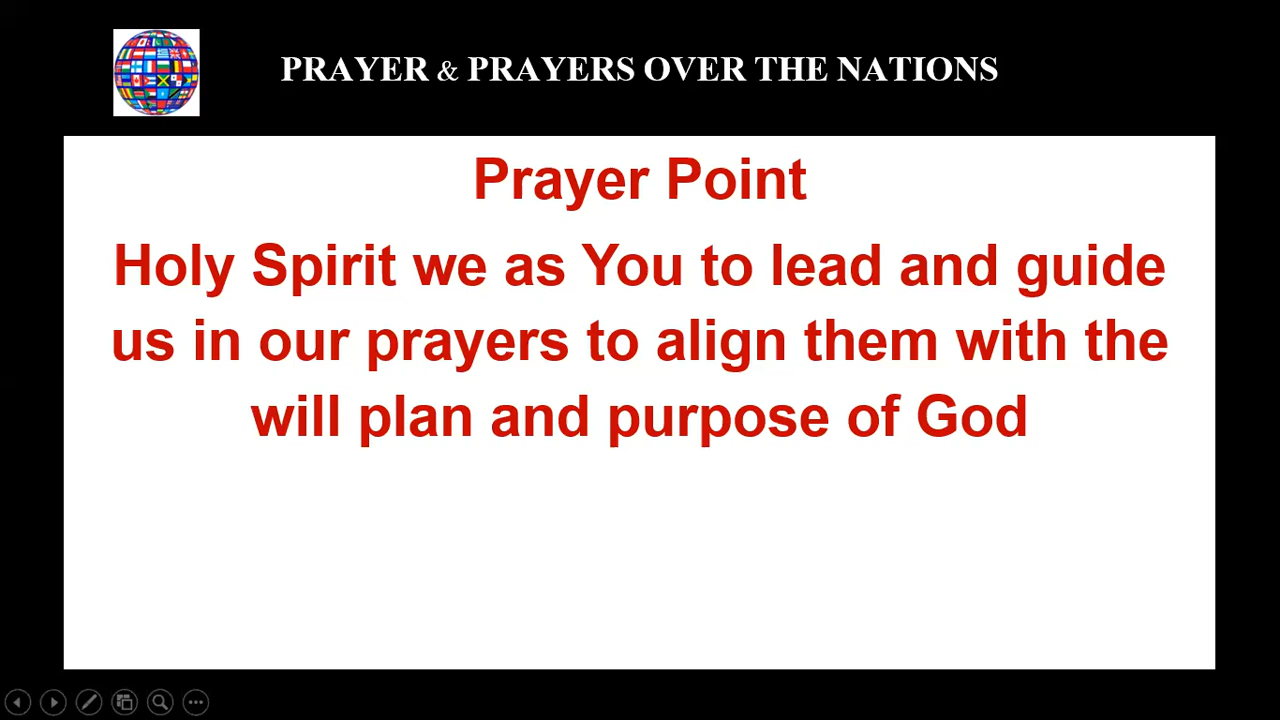 PRAYER & PRAYERS OVER THE NATIONS
Prayer Point
Holy Spirit we as You to lead and guide
us in our prayers to align them with the
will plan and purpose of God